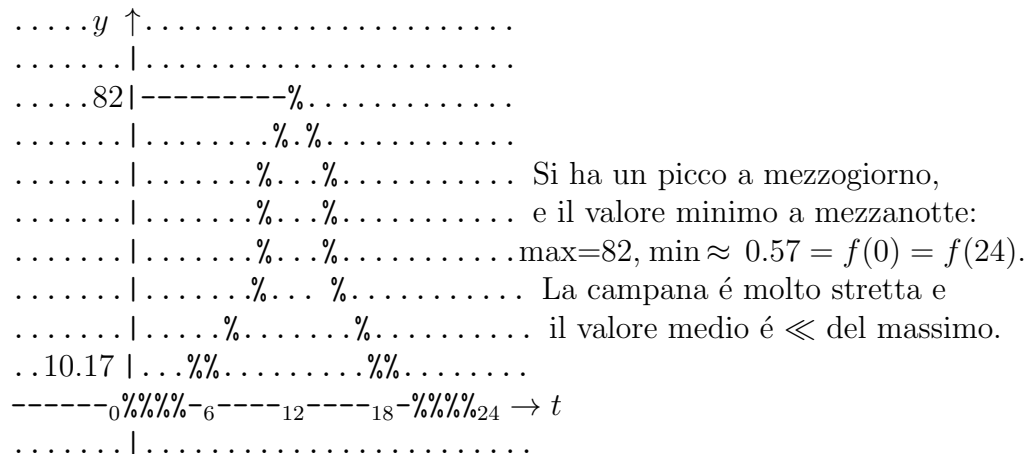 .....y ↑.......................
.......|.......................
.....82|---------%.............
.......|........%.%............
.......|.......%...%........... Si ha un picco a mezzogiorno,
.......|.......%...%........... e il valore minimo a mezzanotte:
.......|.......%...%...........max=82, min ≈ 0.57 = f(0) = f(24).
.......|.......%... %........... La campana é molto stretta e
.......|.....%.......%.......... il valore medio é ≪ del massimo.
..10.17 |...%%.........%%........
------0%%%%-6----12----18-%%%%24 → t
.......|........................